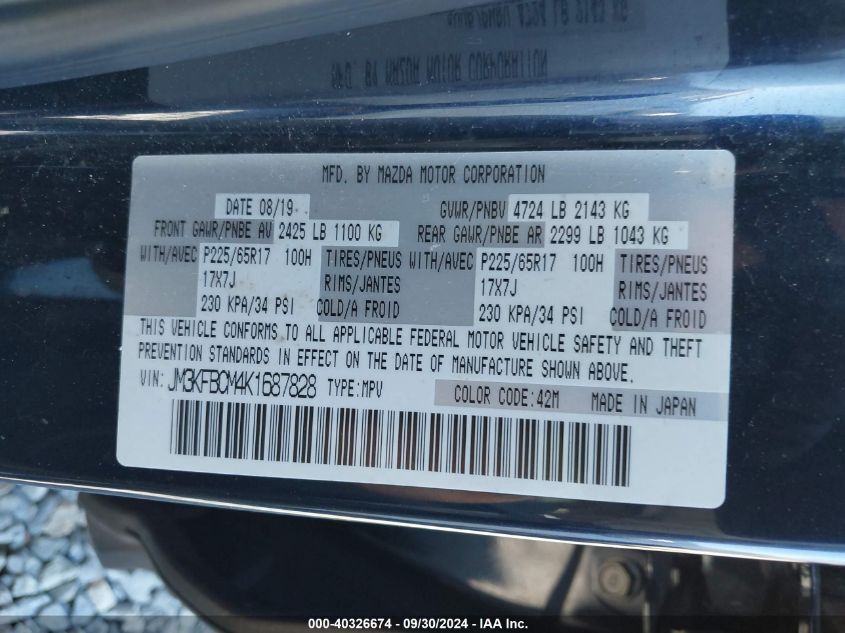 MFD. BY MAZDA MOTOR CORPORATION
DATE 08/19 GVWR/PNBV 4724 LB 2143 KG
FRONT GAWR/PNBE AV 2425 LB 1100 KG REAR GAWR/PNBE AR 2299 LB 1043 KG
WITH/AVEC P225/65R17 100H TIRES/PNEUS WITH/AVEC P225/65R17 100H TIRES/PNEUS
17X7J RIMS/JANTES 17X7J RIMS/JANTES
230 KPA/34 PSI COLD/A FROID 230 KPA/34 PSI COLD/A FROID
THIS VEHICLE CONFORMS TO ALL APPLICABLE FEDERAL MOTOR VEHICLE SAFETY AND THEFT
PREVENTION STANDARDS IN EFFECT ON THE DATE OF MANUFACTURE SHOWN ABOVE.
VIN: JM3KFBCM4K1687828 TYPE:MPV COLOR CODE:42M MADE IN JAPAN
000-40326674 / 09/30/2024 - IAA Inc.